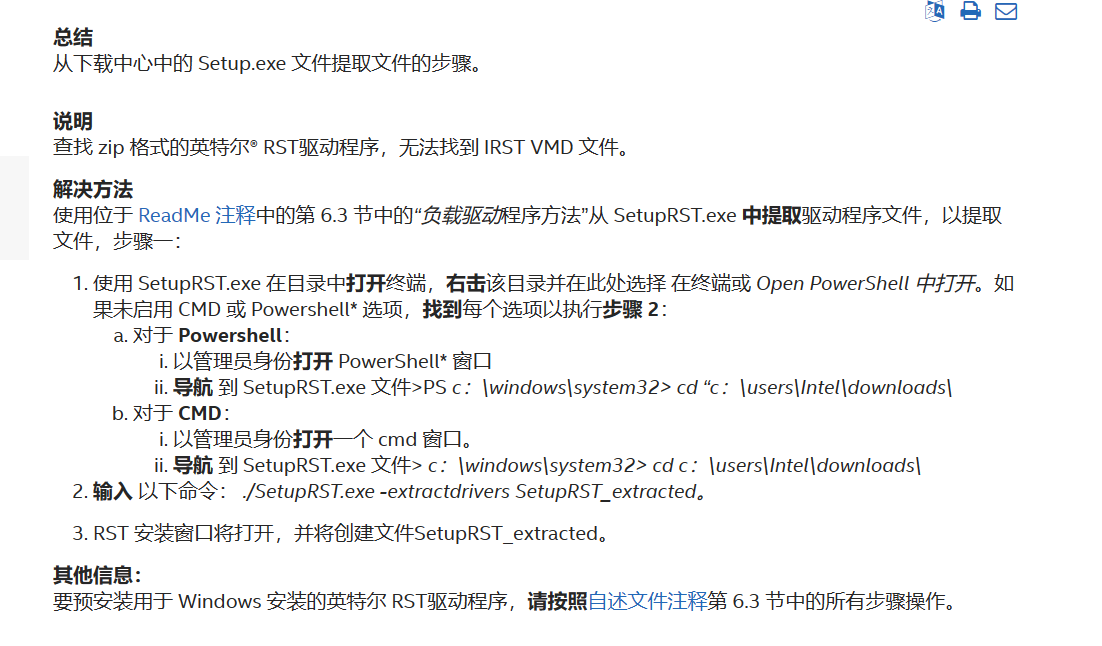 总结
从下载中心中的 Setup.exe 文件提取文件的步骤。
说明
查找 zip 格式的英特尔® RST驱动程序，无法找到 IRST VMD 文件。
解决方法
使用位于 ReadMe 注释中的第 6.3 节中的“负载驱动程序方法”从 SetupRST.exe 中提取驱动程序文件，以提取
文件，步骤一：
1. 使用 SetupRST.exe 在目录中打开终端，右击该目录并在此处选择 在终端或 Open PowerShell 中打开。如
果未启用 CMD 或 Powershell* 选项，找到每个选项以执行步骤 2：
a. 对于 Powershell：
i. 以管理员身份打开 PowerShell* 窗口
ii. 导航 到 SetupRST.exe 文件>PS c：\windows\system32> cd “c：\users\Intel\downloads\
b. 对于 CMD：
i. 以管理员身份打开一个 cmd 窗口。
ii. 导航 到 SetupRST.exe 文件> c：\windows\system32> cd c：\users\Intel\downloads\
2. 输入 以下命令： ./SetupRST.exe -extractdrivers SetupRST_extracted。
3. RST 安装窗口将打开，并将创建文件SetupRST_extracted。
其他信息：
要预安装用于 Windows 安装的英特尔 RST驱动程序，请按照自述文件注释第 6.3 节中的所有步骤操作。